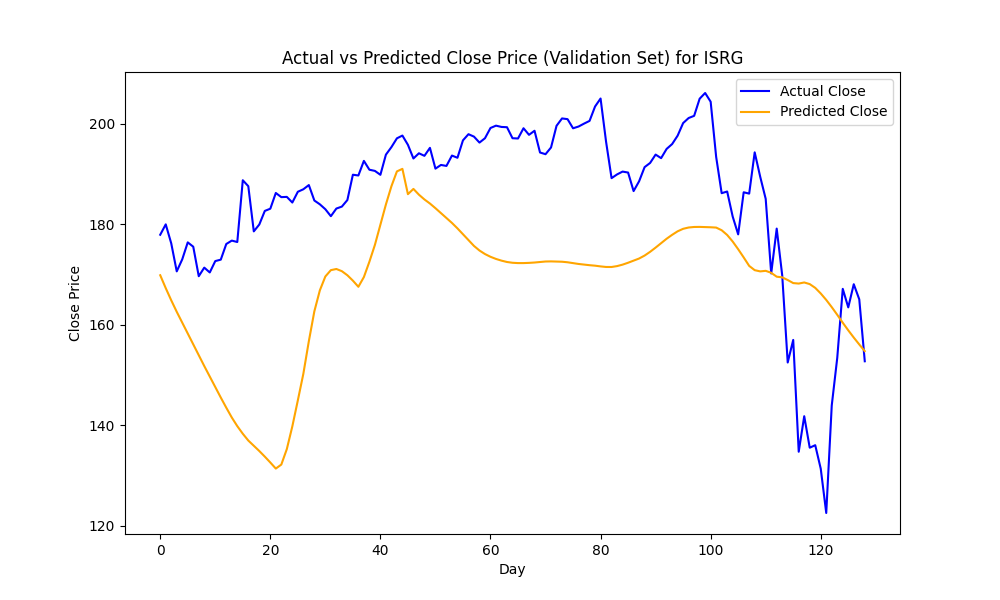 Actual vs Predicted Close Price (Validation Set) for ISRG
Actual Close
Predicted Close
Close Price
200
180
160
140
120
0 20 40 60 80 100 120
Day